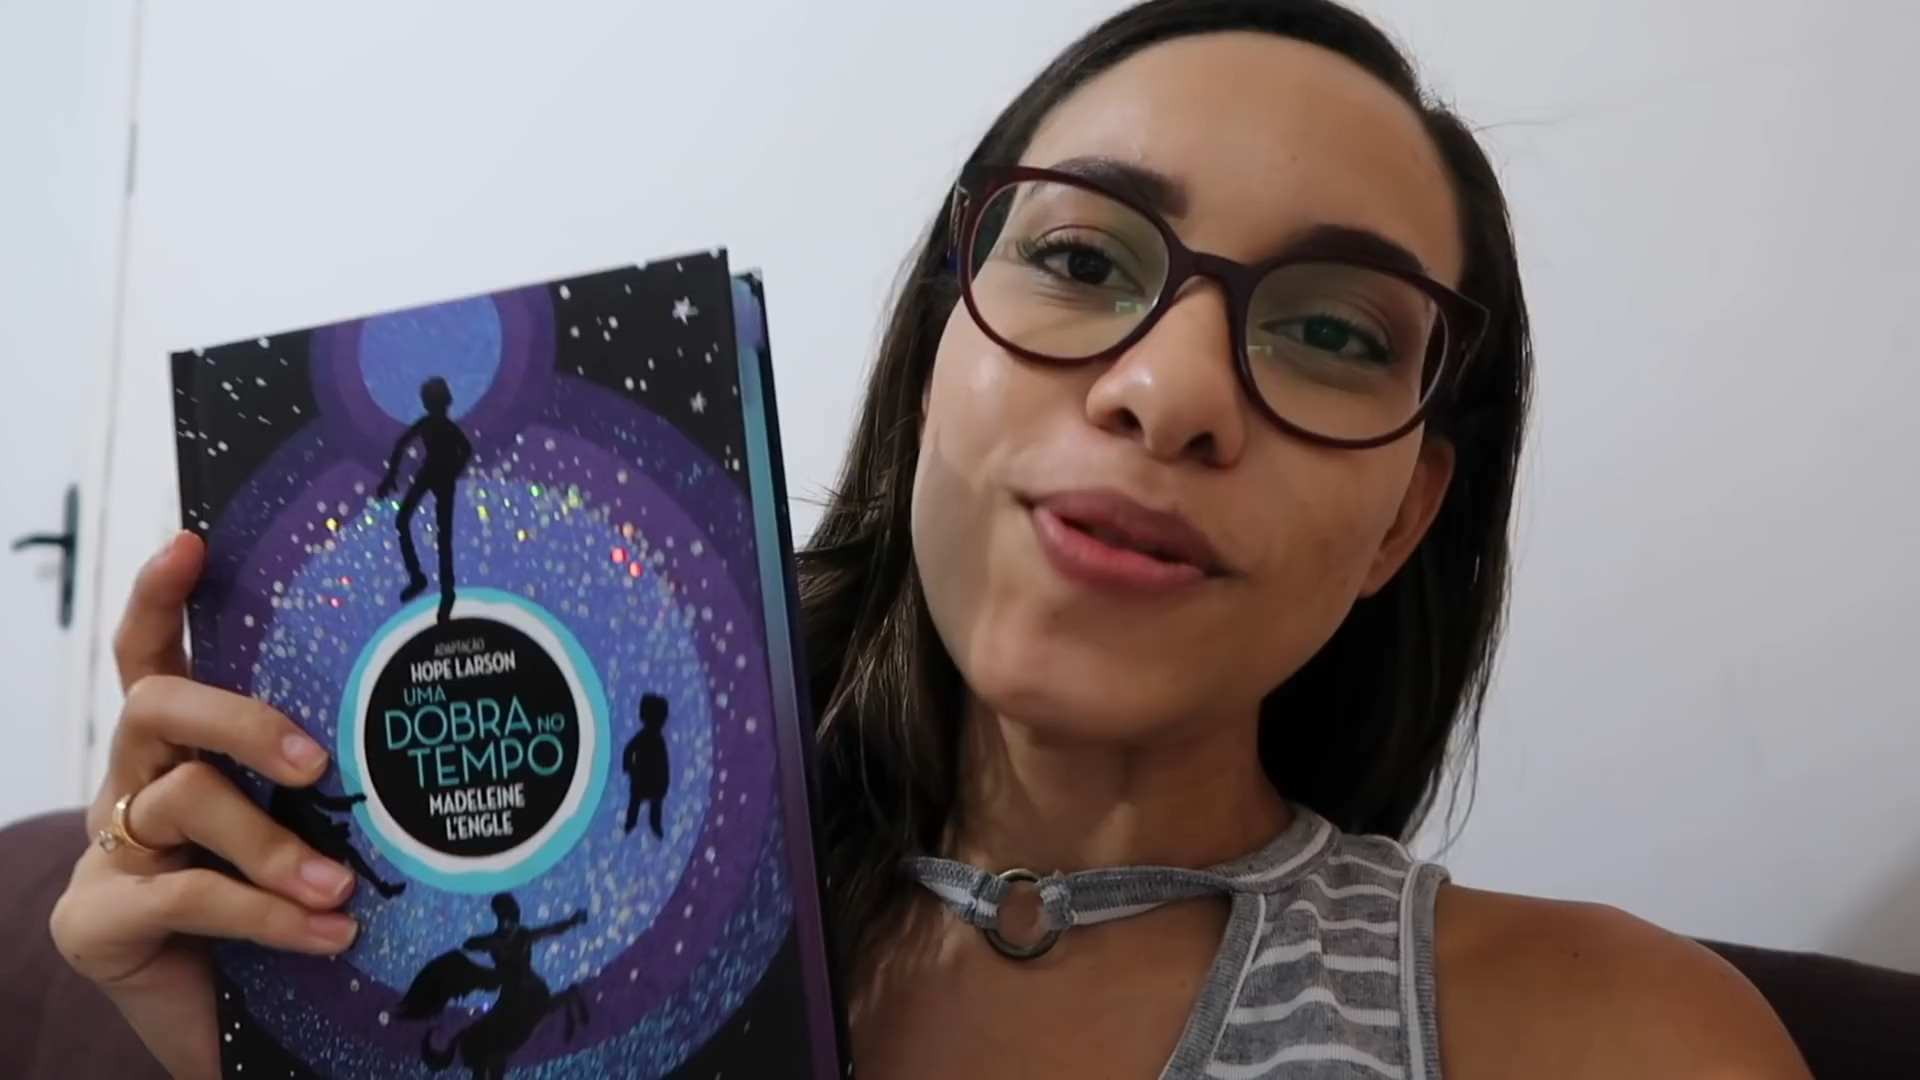 ADAPTAÇÃO
HOPE LARSON
UMA
DOBRA NO
TEMPO
MADELEINE
L'ENGLE